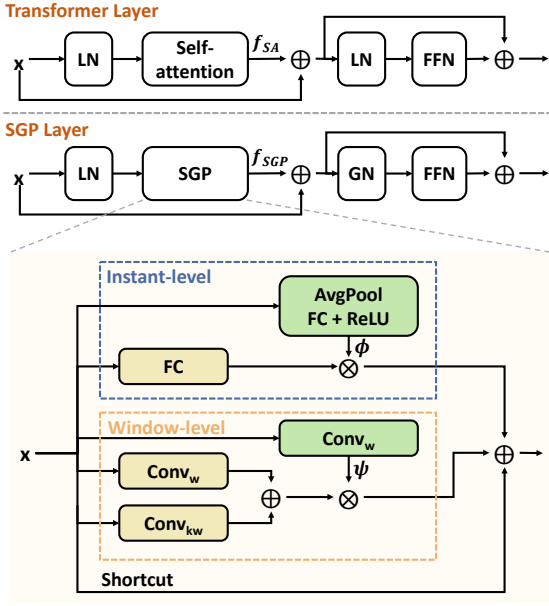 Transformer Layer
x
LN
Self-
attention
f_SA
⊕
LN
FFN
⊕
SGP Layer
x
LN
SGP
f_SGP
⊕
GN
FFN
⊕
Instant-level
AvgPool
FC + ReLU
ϕ
FC
⊗
Window-level
x
Conv_w
ψ
Conv_w
⊕
⊗
⊕
Conv_kw
Shortcut